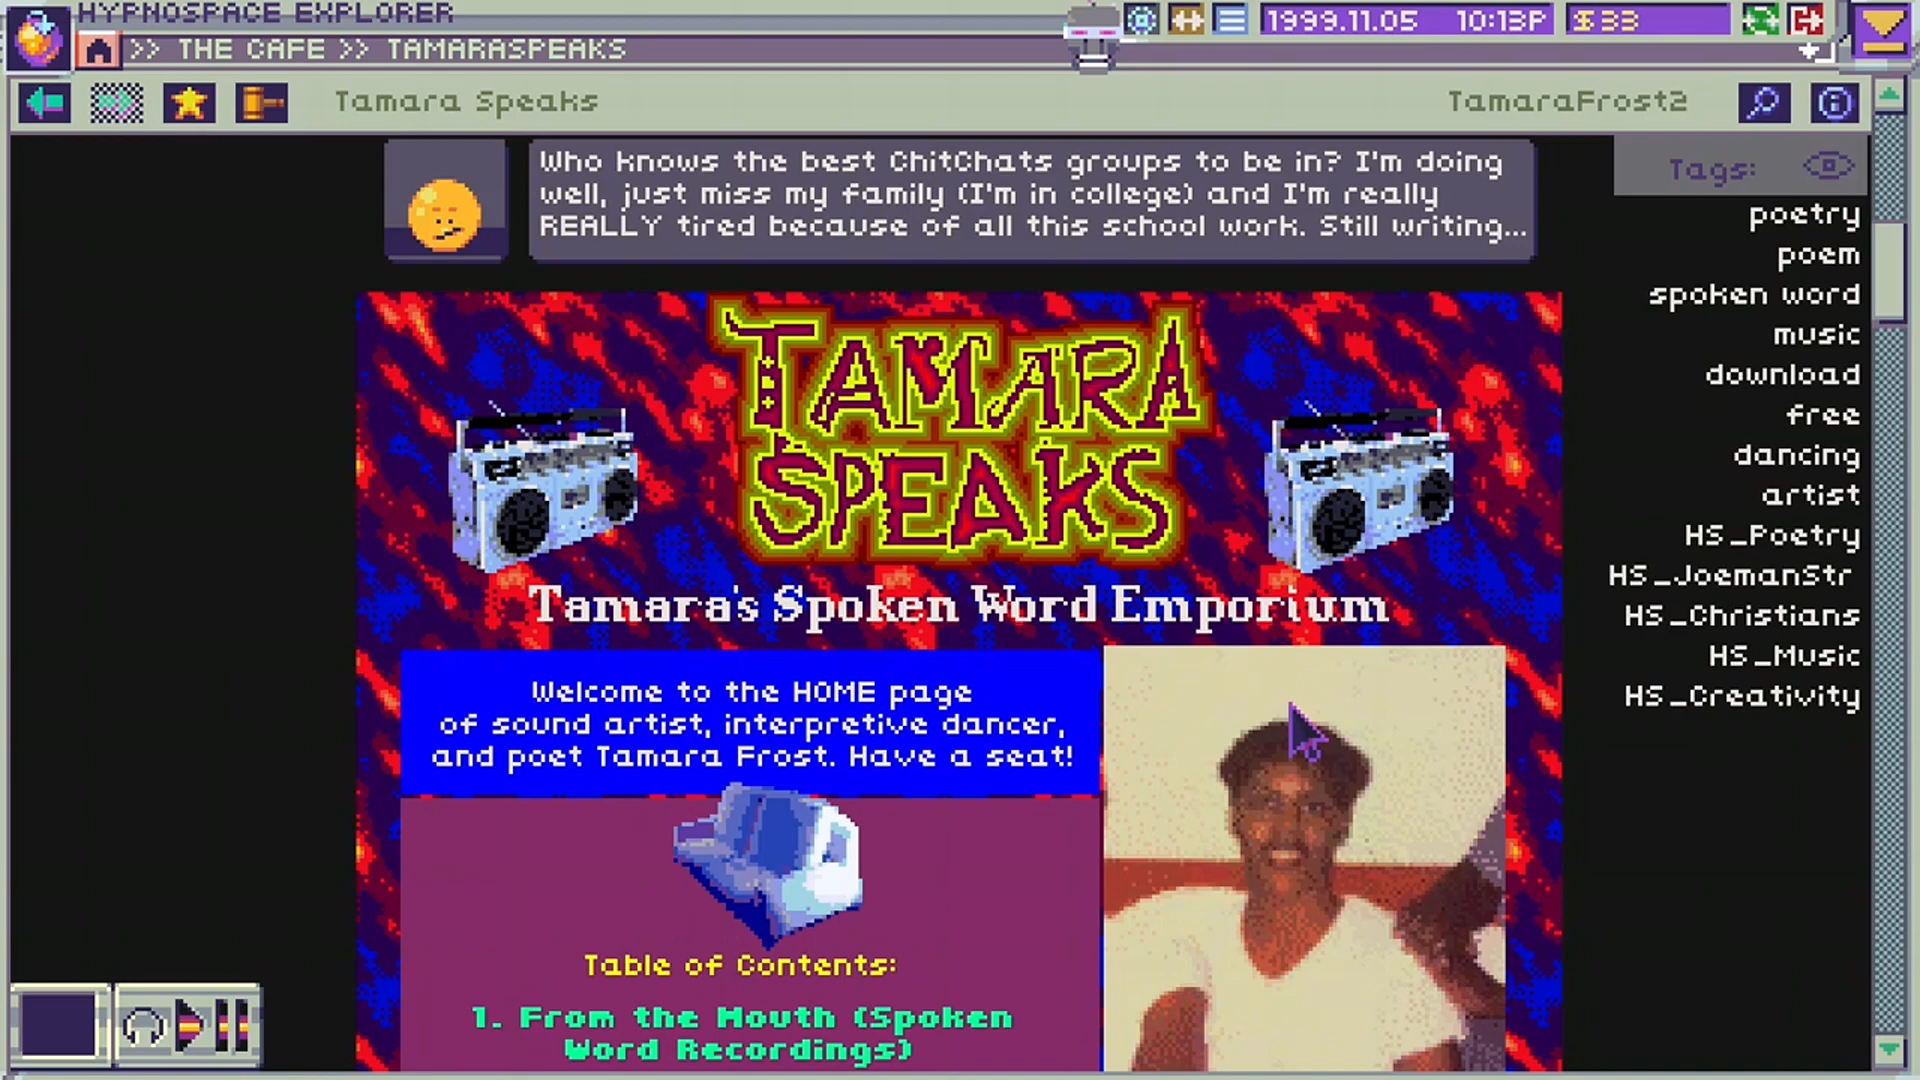 HYPNOSPACE EXPLORER
1999.11.05 10:13P $33
>> THE CAFE >> TAMARASPEAKS
Tamara Speaks
TamaraFrost2
Who knows the best ChitChats groups to be in? I'm doing
well, just miss my family (I'm in college) and I'm really
REALLY tired because of all this school work. Still writing...
Tags:
poetry
poem
spoken word
music
download
free
dancing
artist
HS_Poetry
HS_JoemanStr
HS_Christians
HS_Music
HS_Creativity
TAMARA
SPEAKS
Tamara's Spoken Word Emporium
Welcome to the HOME page
of sound artist, interpretive dancer,
and poet Tamara Frost. Have a seat!
Table of Contents:
1. From the Mouth (Spoken
Word Recordings)